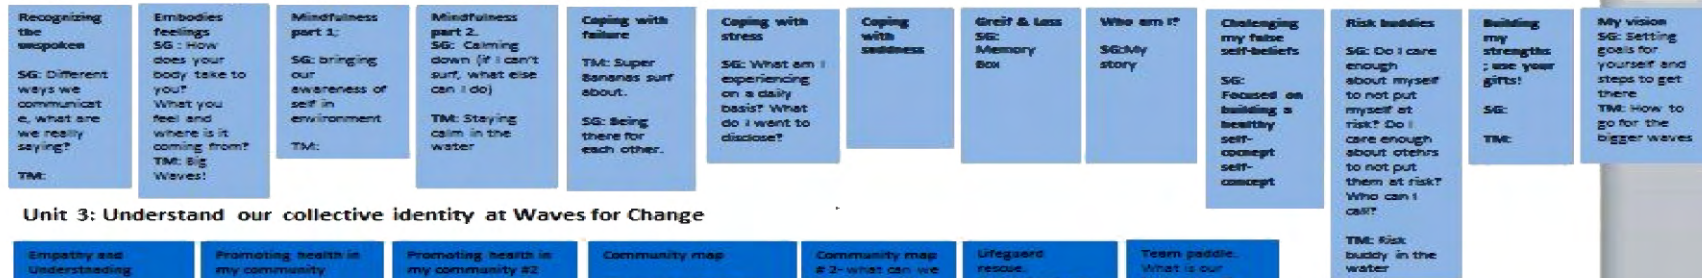 Recognizing
the
unspoken
SG: Different
ways we
communicat
e, what are
we really
saying?
TM:
Embodies
feelings
SG : How
does your
body take to
you?
What you
feel and
where is it
coming from?
TM: Big
Waves!
Mindfulness
part 1;
SG: bringing
our
awareness of
self in
environment
TM:
Mindfulness
part 2.
SG: Calming
down (if I can't
surf, what else
can I do)
TM: Staying
calm in the
water
Coping with
failure
TM: Super
Bananas surf
about.
SG: Being
there for
each other.
Coping with
stress
SG: What am I
experiencing
on a daily
basis? What
do I want to
disclose?
Coping
with
saddness
Greif & Loss
SG:
Memory
Box
Who am I?
SG:My
story
Challenging
my false
self-beliefs
SG:
Focused on
building a
healthy
self-
concept
self-
concept
Risk buddies
SG: Do I care
enough
about myself
to not put
myself at
risk? Do I
care enough
about otehrs
to not put
them at risk?
Who can I
call?
TM: Risk
buddy in the
water
Building
my
strengths
; use your
gifts!
SG:
TM:
My vision
SG: Setting
goals for
yourself and
steps to get
there
TM: How to
go for the
bigger waves
Unit 3: Understand our collective identity at Waves for Change
Empathy and
Understnading
Promoting health in
my community
Promoting health in
my community #2
Community map
Community map
# 2- what can we
Lifeguard
rescue.
Team paddle.
What is our